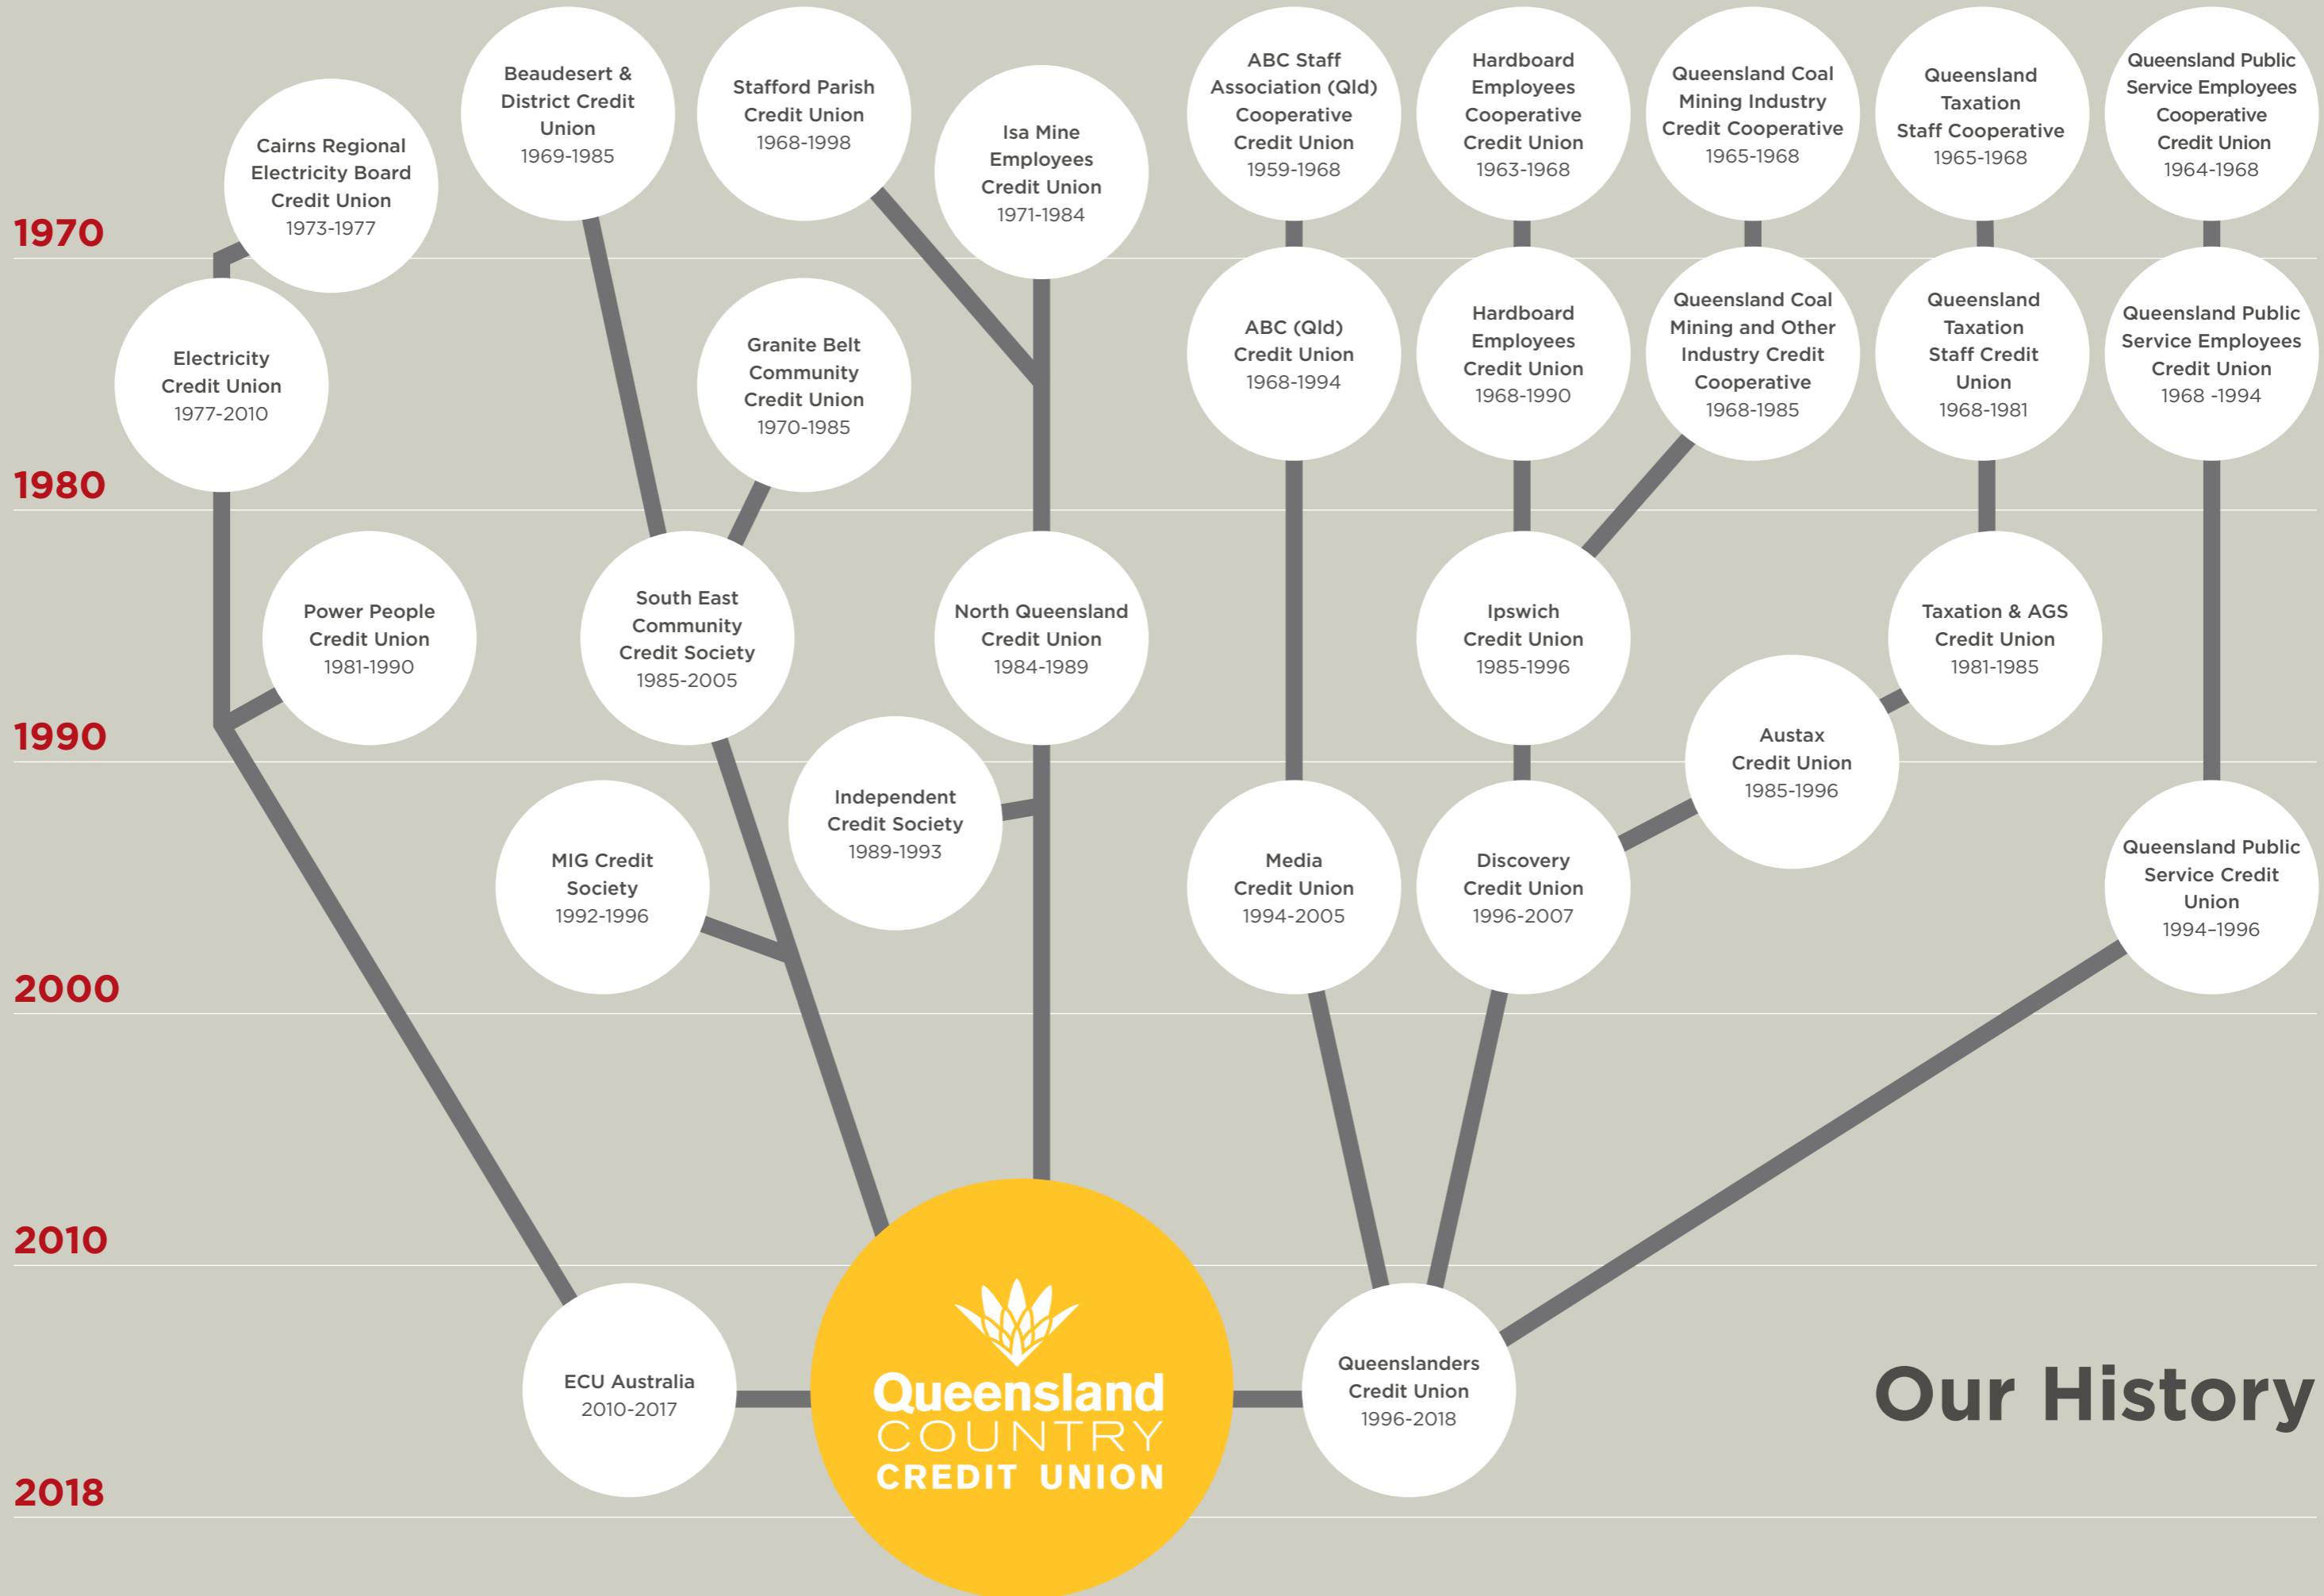 Beaudesert &
District Credit
Union
1969-1985
Stafford Parish
Credit Union
1968-1998
ABC Staff
Association (Qld)
Cooperative
Credit Union
1959-1968
Hardboard
Employees
Cooperative
Credit Union
1963-1968
Queensland Coal
Mining Industry
Credit Cooperative
1965-1968
Queensland
Taxation
Staff Cooperative
1965-1968
Queensland Public
Service Employees
Cooperative
Credit Union
1964-1968
Cairns Regional
Electricity Board
Credit Union
1973-1977
Isa Mine
Employees
Credit Union
1971-1984
1970
Electricity
Credit Union
1977-2010
Granite Belt
Community
Credit Union
1970-1985
ABC (Qld)
Credit Union
1968-1994
Hardboard
Employees
Credit Union
1968-1990
Queensland Coal
Mining and Other
Industry Credit
Cooperative
1968-1985
Queensland
Taxation
Staff Credit
Union
1968-1981
Queensland Public
Service Employees
Credit Union
1968 -1994
1980
Power People
Credit Union
1981-1990
South East
Community
Credit Society
1985-2005
North Queensland
Credit Union
1984-1989
Ipswich
Credit Union
1985-1996
Taxation & AGS
Credit Union
1981-1985
1990
Austax
Credit Union
1985-1996
Independent
Credit Society
1989-1993
MIG Credit
Society
1992-1996
Media
Credit Union
1994-2005
Discovery
Credit Union
1996-2007
Queensland Public
Service Credit
Union
1994–1996
2000
2010
ECU Australia
2010-2017
Queensland
COUNTRY
CREDIT UNION
Queenslanders
Credit Union
1996-2018
Our History
2018